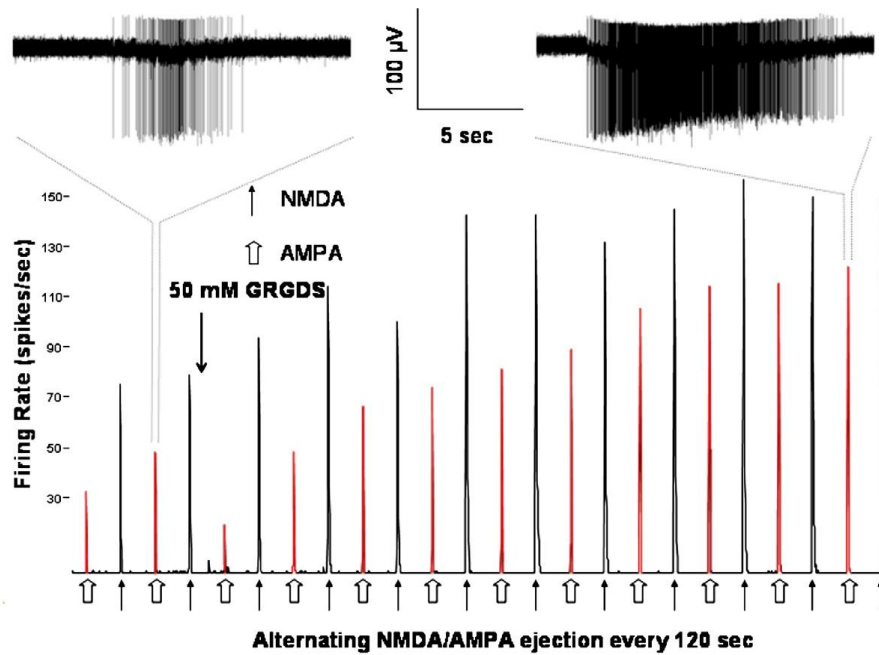 100 µV
5 sec
NMDA
AMPA
50 mM GRGDS
Firing Rate (spikes/sec)
150
130
110
90
70
50
30
Alternating NMDA/AMPA ejection every 120 sec